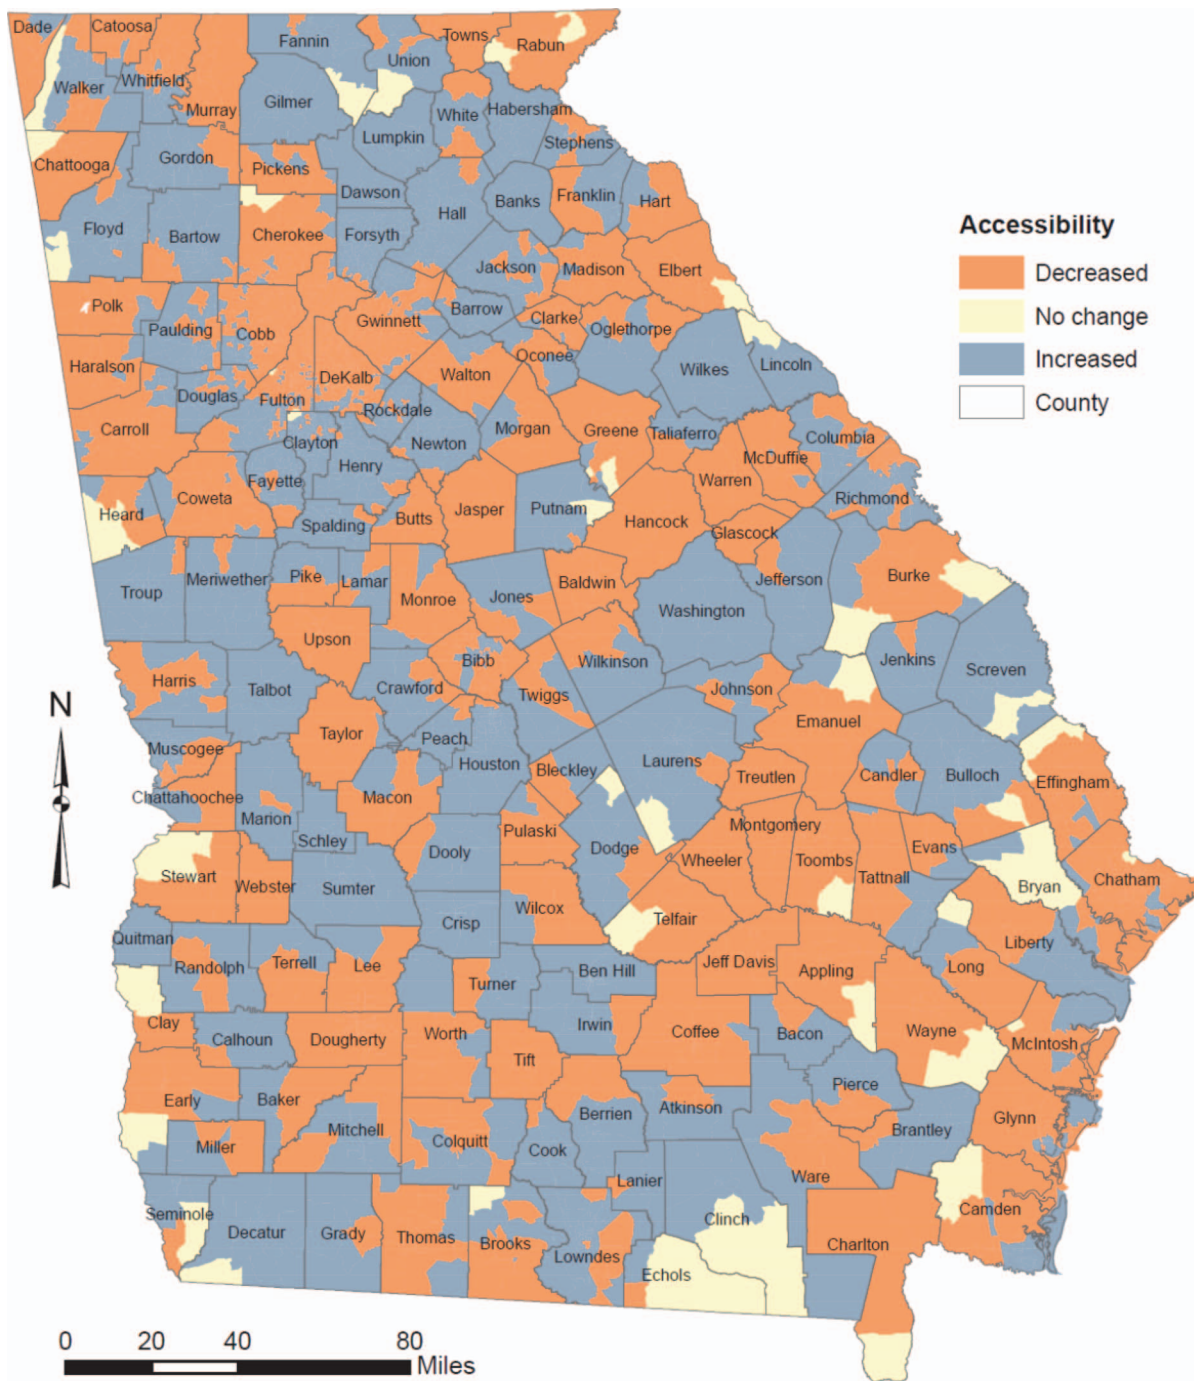 Dade
Catoosa
Fannin
Towns
Rabun
Union
Walker
Whitfield
Murray
Gilmer
White
Habersham
Lumpkin
Stephens
Chattooga
Gordon
Pickens
Dawson
Banks
Franklin
Hart
Floyd
Bartow
Cherokee
Forsyth
Hall
Jackson
Madison
Elbert
Accessibility
Decreased
No change
Increased
County
Polk
Paulding
Cobb
Gwinnett
Barrow
Clarke
Oglethorpe
Haralson
Douglas
Fulton
DeKalb
Walton
Oconee
Wilkes
Lincoln
Carroll
Clayton
Rockdale
Newton
Morgan
Greene
Taliaferro
McDuffie
Columbia
Heard
Coweta
Fayette
Henry
Spalding
Butts
Jasper
Putnam
Hancock
Warren
Glascock
Richmond
Troup
Meriwether
Pike
Lamar
Monroe
Jones
Baldwin
Washington
Jefferson
Burke
Upson
Bibb
Wilkinson
Jenkins
Screven
Harris
Talbot
Crawford
Twiggs
Johnson
Emanuel
N
Muscogee
Taylor
Peach
Houston
Bleckley
Laurens
Treutlen
Candler
Bulloch
Effingham
Chattahoochee
Marion
Schley
Macon
Dooly
Pulaski
Dodge
Wheeler
Montgomery
Toombs
Tattnall
Evans
Bryan
Chatham
Stewart
Webster
Sumter
Crisp
Wilcox
Telfair
Liberty
Quitman
Randolph
Terrell
Lee
Turner
Ben Hill
Jeff Davis
Appling
Long
Clay
Calhoun
Dougherty
Worth
Tift
Irwin
Coffee
Bacon
Wayne
McIntosh
Early
Baker
Mitchell
Berrien
Atkinson
Pierce
Brantley
Glynn
Miller
Colquitt
Cook
Lanier
Ware
Seminole
Decatur
Grady
Thomas
Brooks
Lowndes
Clinch
Echols
Charlton
Camden
0 20 40 80
Miles